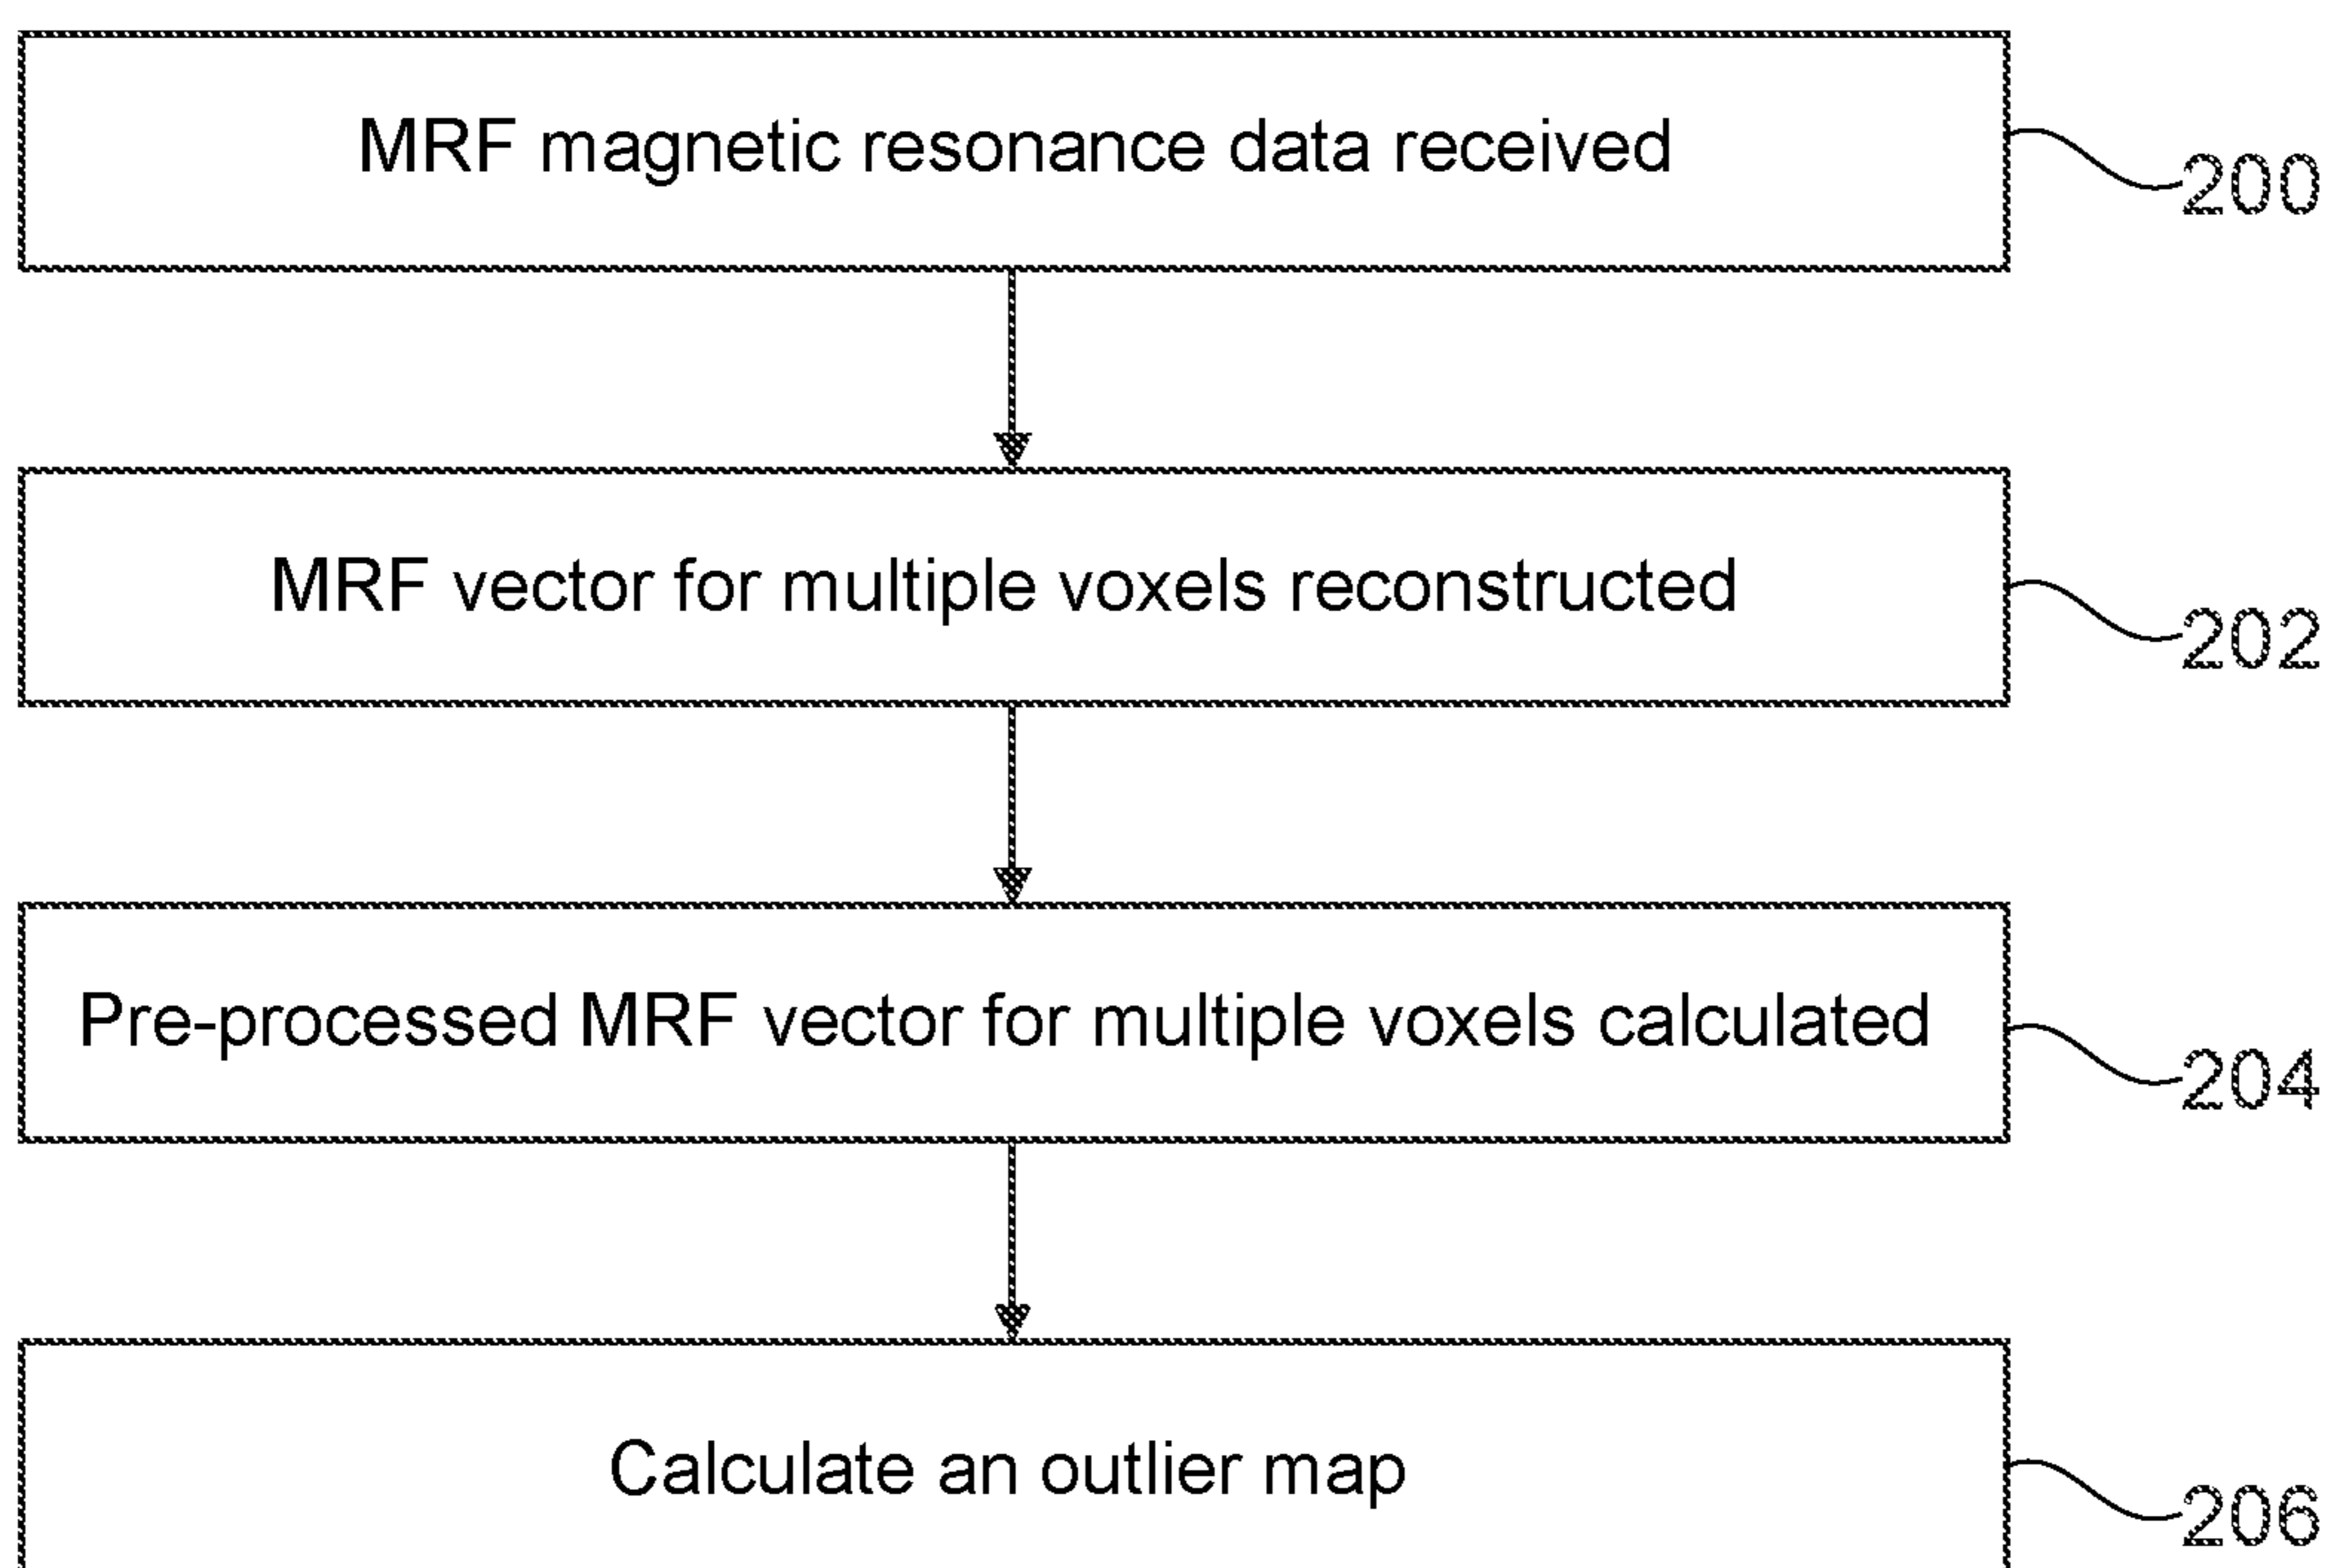 MRF magnetic resonance data received
200
MRF vector for multiple voxels reconstructed
202
Pre-processed MRF vector for multiple voxels calculated
204
Calculate an outlier map
206